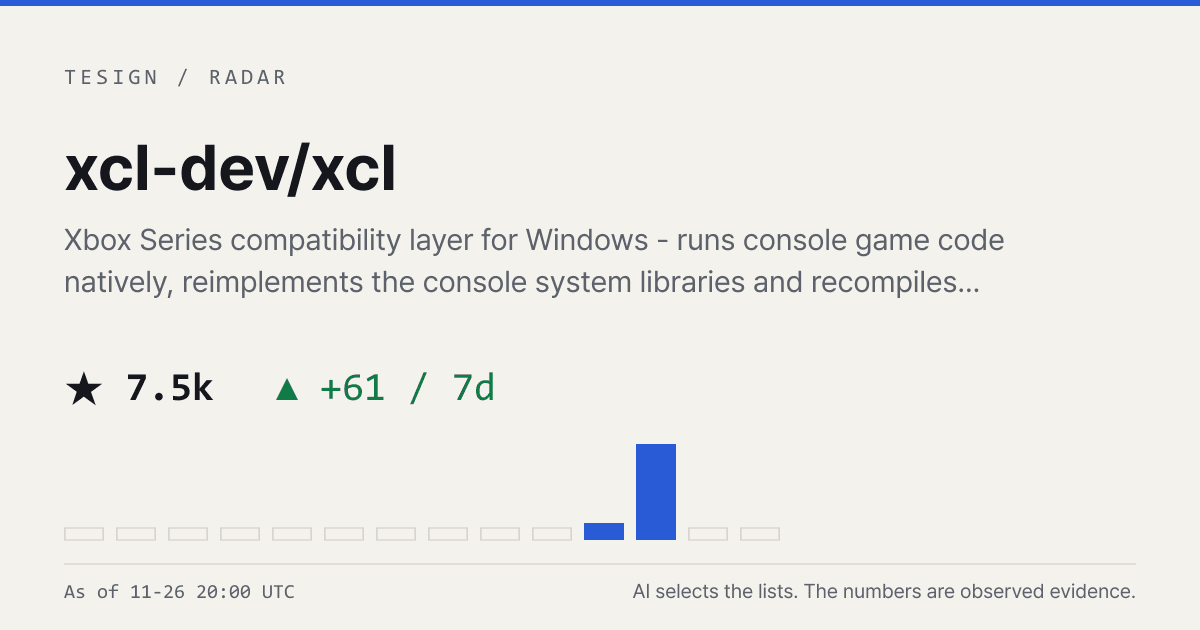 TESIGN / RADAR
xcl-dev/xcl
Xbox Series compatibility layer for Windows - runs console game code
natively, reimplements the console system libraries and recompiles…
★ 7.5k ▲ +61 / 7d
As of 11-26 20:00 UTC
AI selects the lists. The numbers are observed evidence.